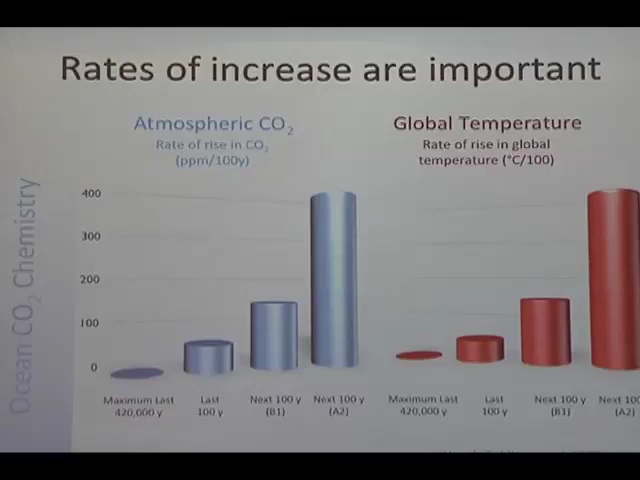 Rates of increase are important
Atmospheric CO2
Rate of rise in CO2
(ppm/100y)
Global Temperature
Rate of rise in global
temperature (°C/100)
Ocean CO2 Chemistry
400
300
200
100
0
Maximum Last
420,000 y
Last
100 y
Next 100 y
(B1)
Next 100 y
(A2)
Maximum Last
420,000 y
Last
100 y
Next 100 y
(B1)
Next 100
(A2)